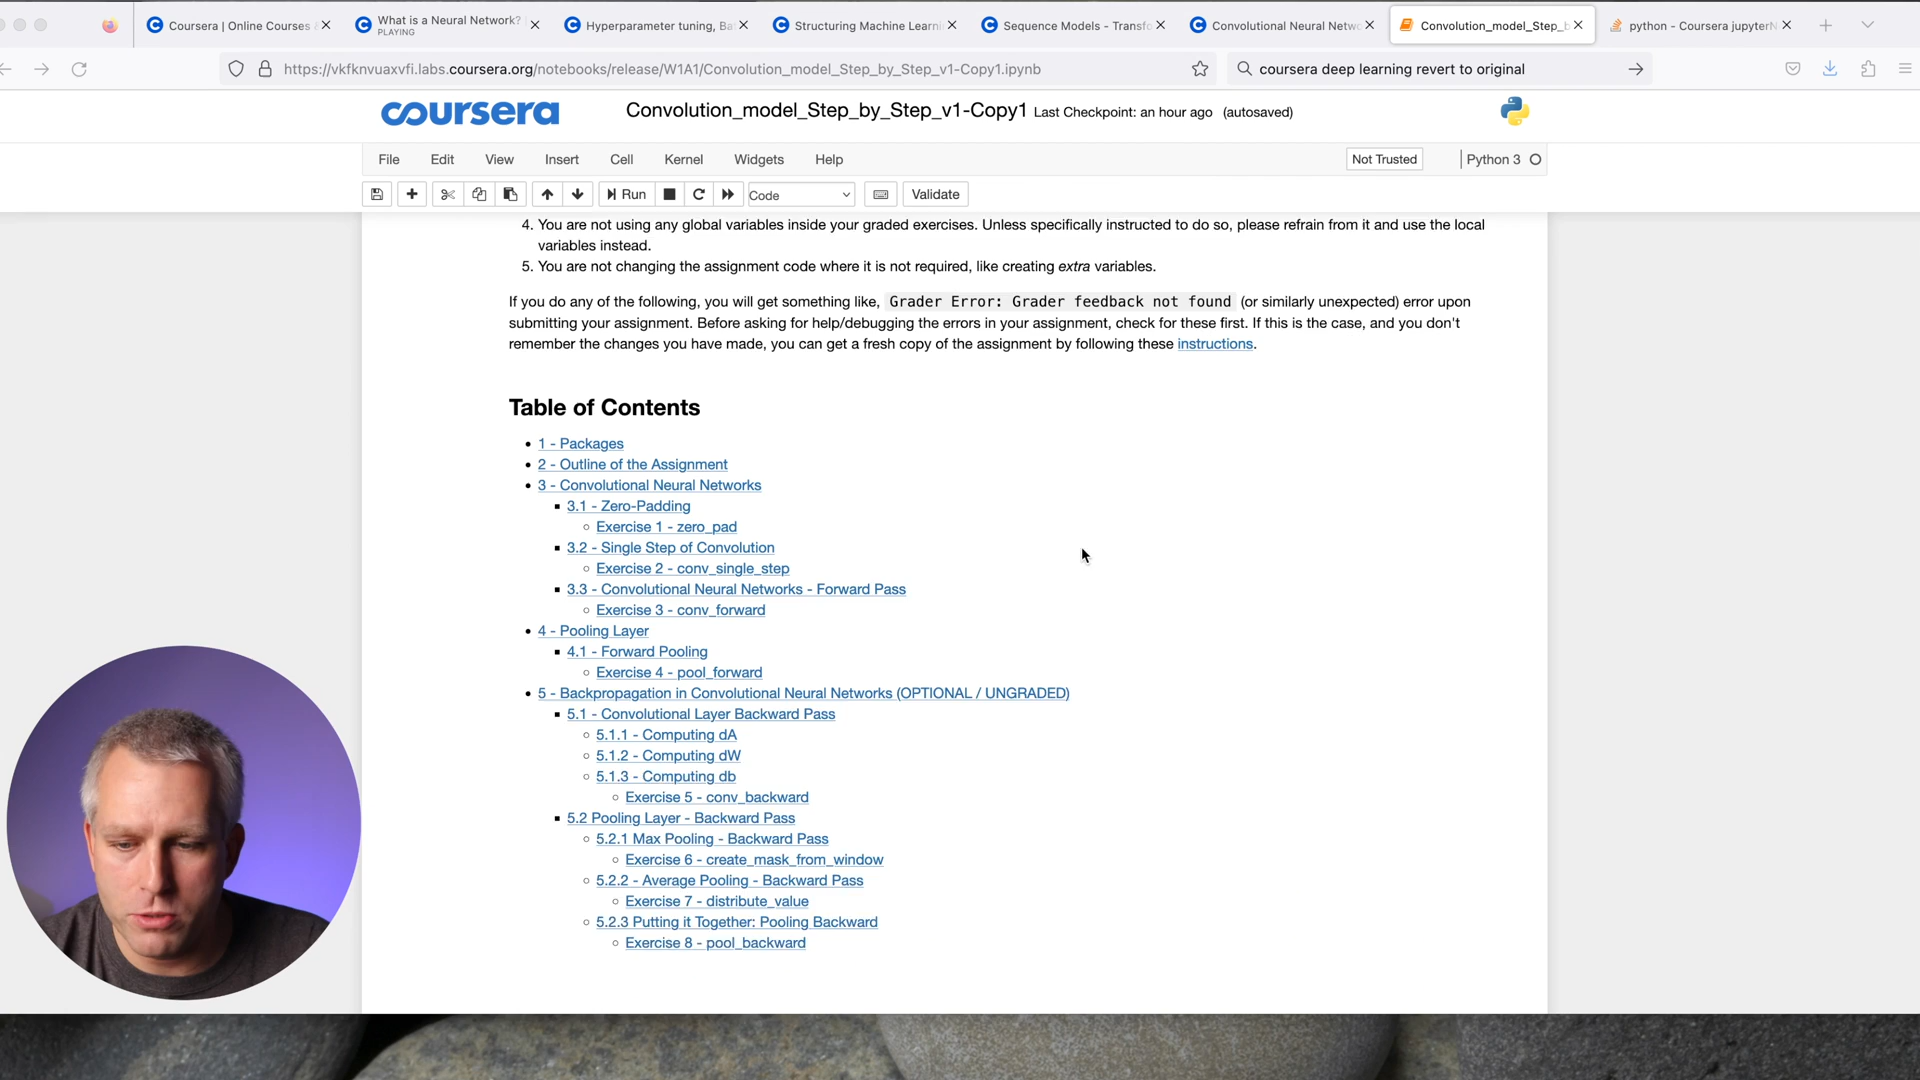 Coursera | Online Courses &
What is a Neural Network?
PLAYING
Hyperparameter tuning, Ba
Structuring Machine Learni
Sequence Models - Transfo
Convolutional Neural Netwo
Convolution_model_Step_b
python - Coursera jupyterN
https://vkfknvuaxvfi.labs.coursera.org/notebooks/release/W1A1/Convolution_model_Step_by_Step_v1-Copy1.ipynb
coursera deep learning revert to original
coursera
Convolution_model_Step_by_Step_v1-Copy1 Last Checkpoint: an hour ago (autosaved)
File Edit View Insert Cell Kernel Widgets Help
Not Trusted
Python 3
Run
Code
Validate
4. You are not using any global variables inside your graded exercises. Unless specifically instructed to do so, please refrain from it and use the local
variables instead.
5. You are not changing the assignment code where it is not required, like creating extra variables.
If you do any of the following, you will get something like, Grader Error: Grader feedback not found (or similarly unexpected) error upon
submitting your assignment. Before asking for help/debugging the errors in your assignment, check for these first. If this is the case, and you don't
remember the changes you have made, you can get a fresh copy of the assignment by following these instructions.
Table of Contents
1 - Packages
2 - Outline of the Assignment
3 - Convolutional Neural Networks
3.1 - Zero-Padding
Exercise 1 - zero_pad
3.2 - Single Step of Convolution
Exercise 2 - conv_single_step
3.3 - Convolutional Neural Networks - Forward Pass
Exercise 3 - conv_forward
4 - Pooling Layer
4.1 - Forward Pooling
Exercise 4 - pool_forward
5 - Backpropagation in Convolutional Neural Networks (OPTIONAL / UNGRADED)
5.1 - Convolutional Layer Backward Pass
5.1.1 - Computing dA
5.1.2 - Computing dW
5.1.3 - Computing db
Exercise 5 - conv_backward
5.2 Pooling Layer - Backward Pass
5.2.1 Max Pooling - Backward Pass
Exercise 6 - create_mask_from_window
5.2.2 - Average Pooling - Backward Pass
Exercise 7 - distribute_value
5.2.3 Putting it Together: Pooling Backward
Exercise 8 - pool_backward